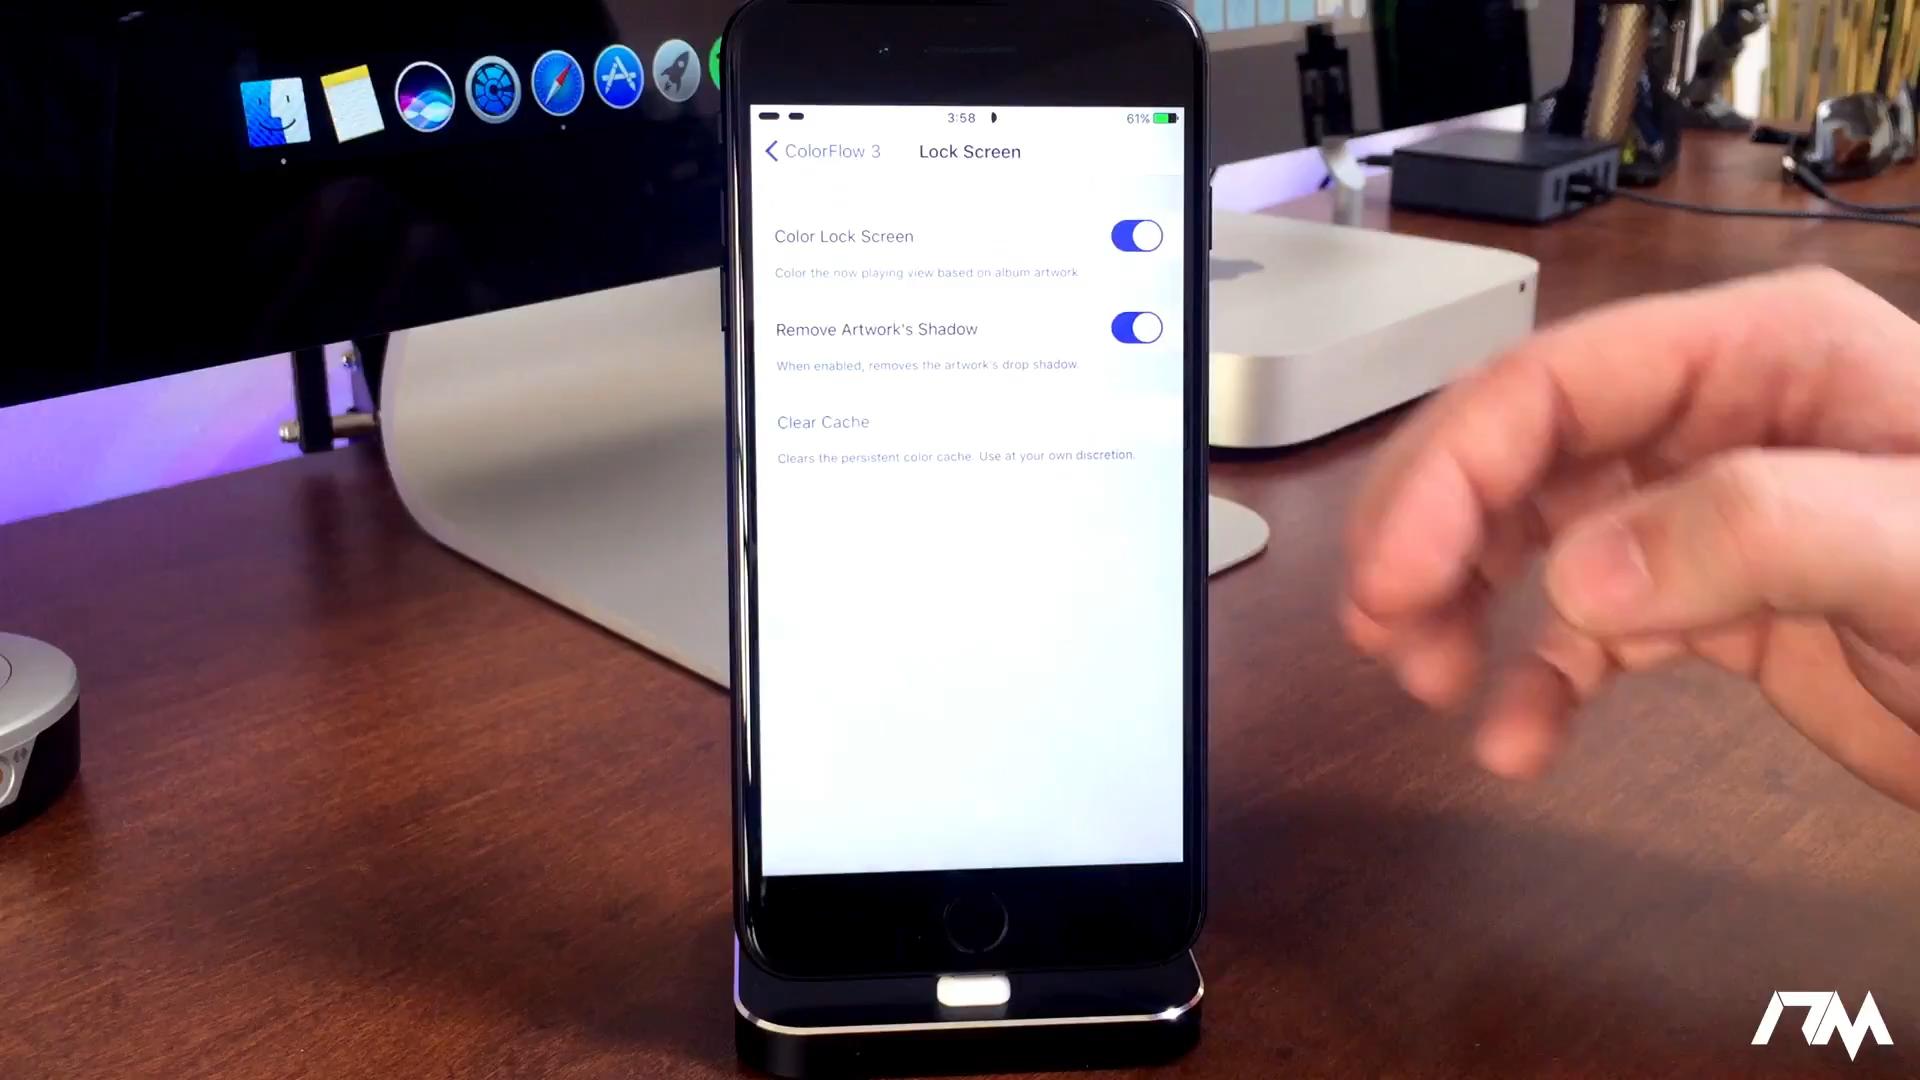 3:58
61%
ColorFlow 3
Lock Screen
Color Lock Screen
Color the now playing view based on album artwork.
Remove Artwork's Shadow
When enabled, removes the artwork's drop shadow.
Clear Cache
Clears the persistent color cache. Use at your own discretion.